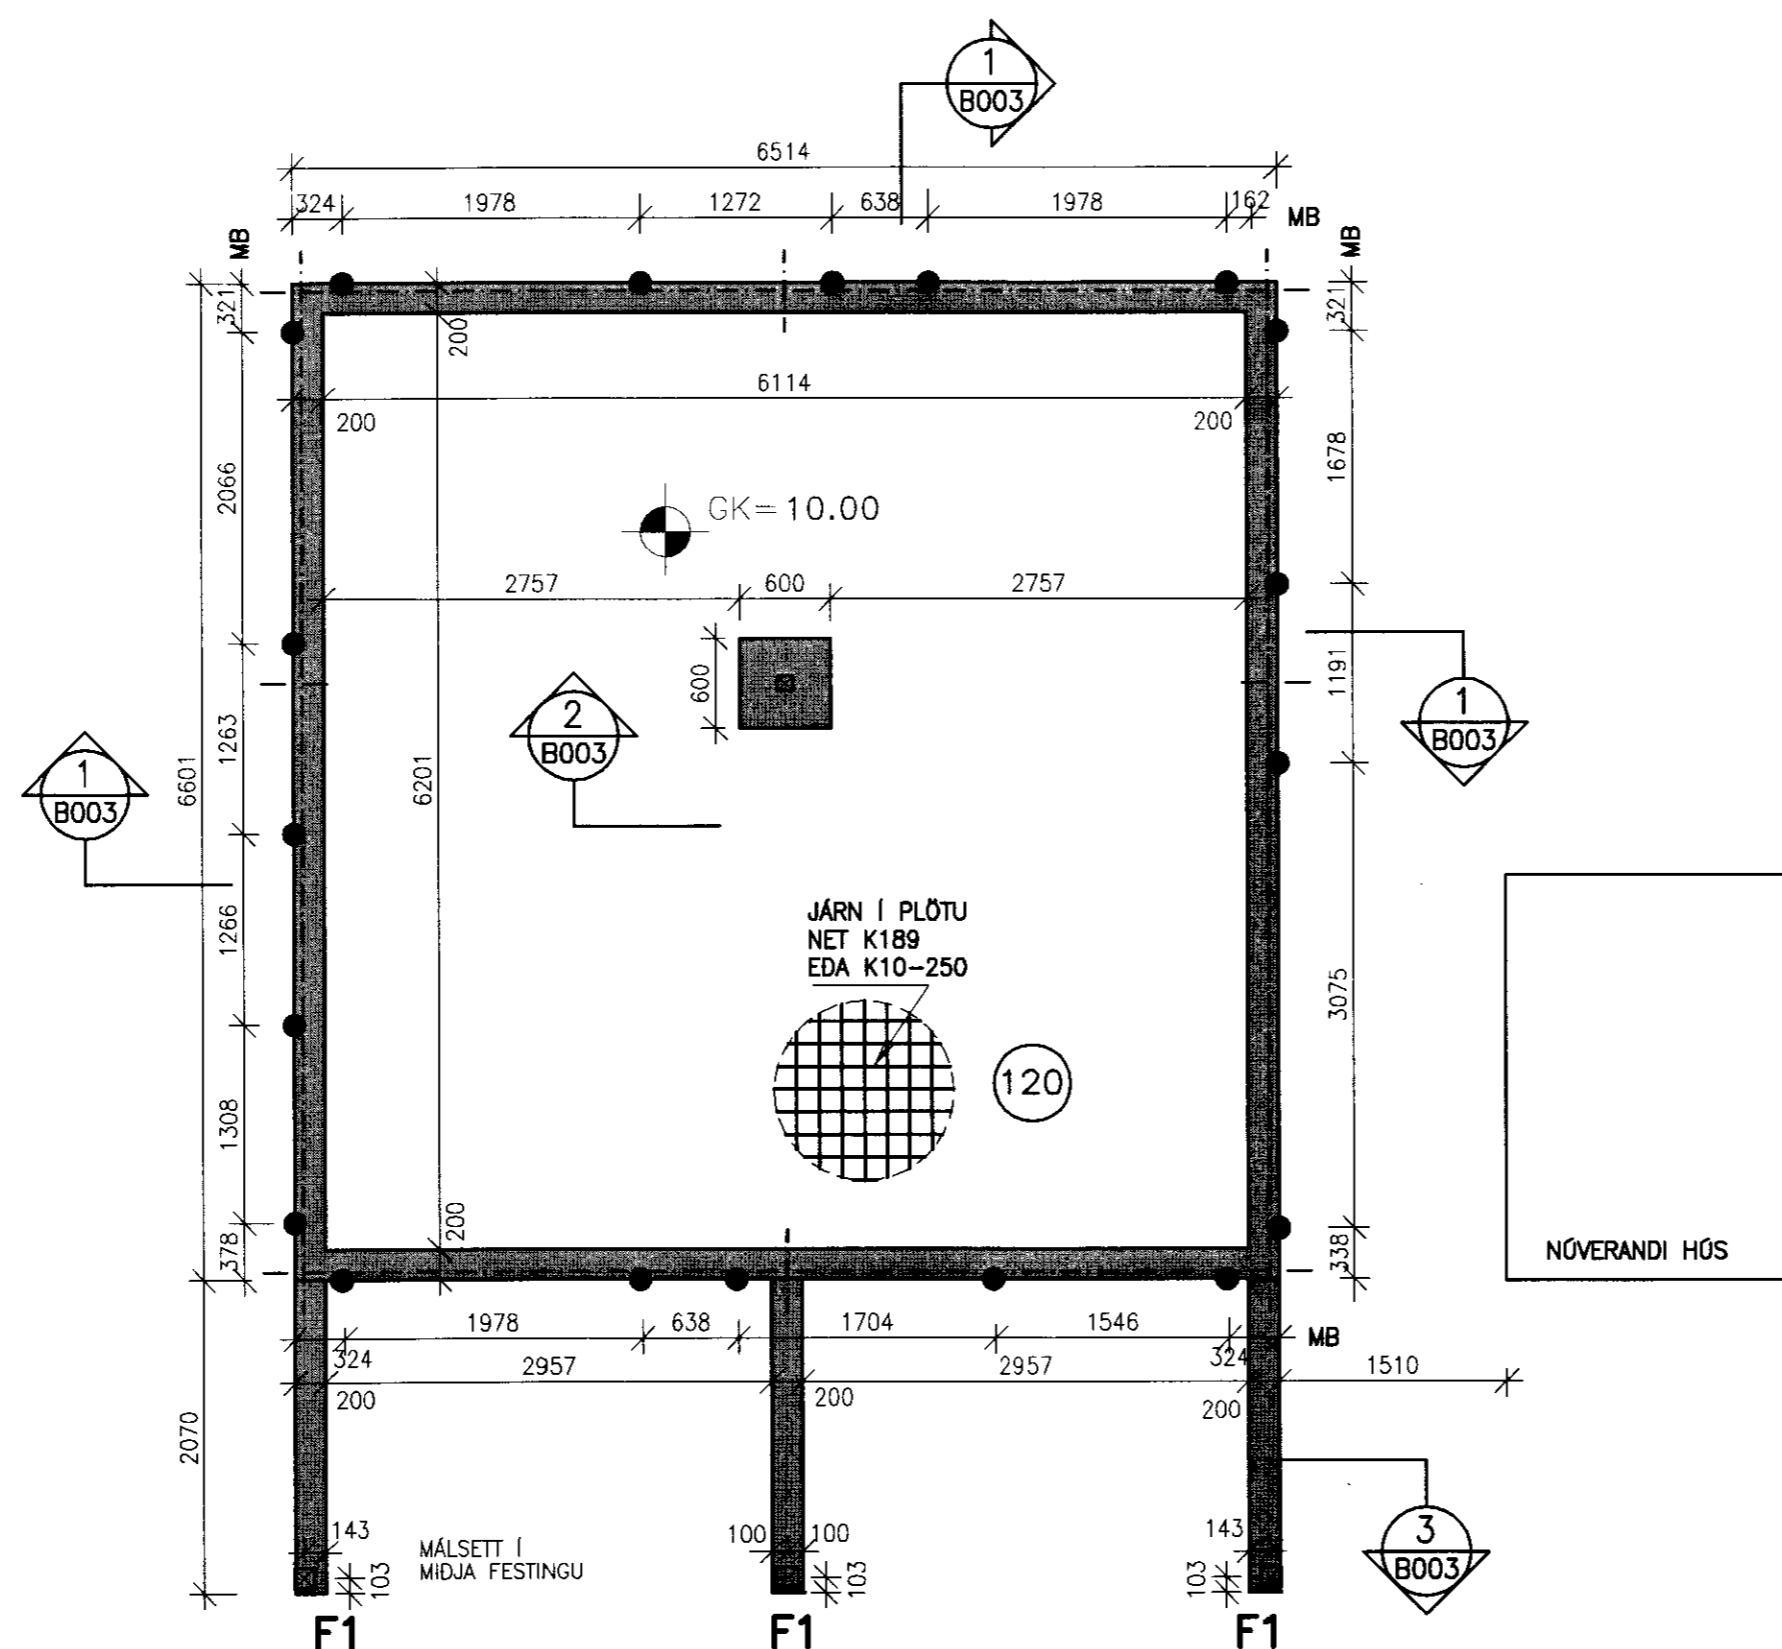 1
B003
6514
324 1978 1272 638 1978 162 MB
MB
MB
321
321
200
6114
200
200
2066
1678
GK=10.00
2757 600 2757
600
1191
1
B003
2
B003
1
B003
1263
6601
6201
JÁRN Í PLÖTU
NET K189
EDA K10-250
1266
3075
120
1308
200
378
338
NÚVERANDI HÚS
1978 638 1704 1546 MB
324
324
2957 2957 1510
200
200
200
2070
3
B003
143
100 100
143
MÁLSETT Í
MIÐJA FESTINGU
103
103
103
F1 F1 F1